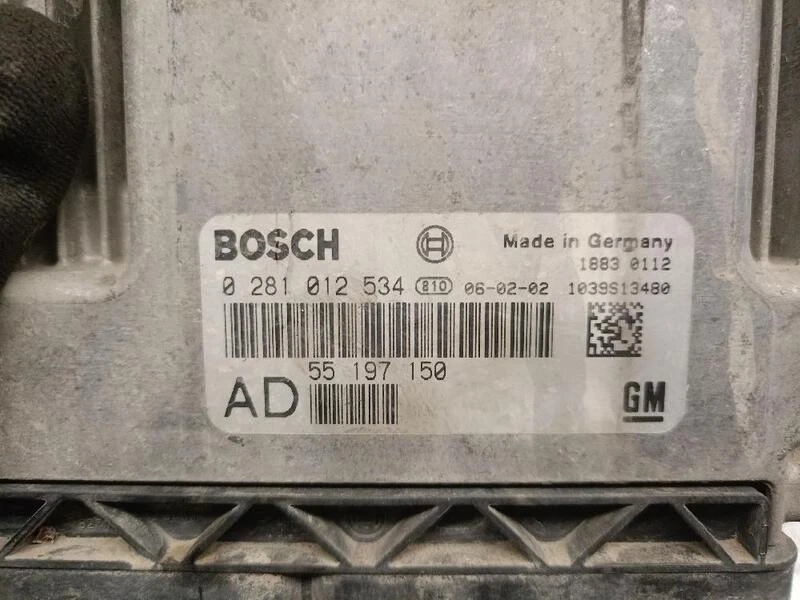 BOSCH Made in Germany
1883 0112
0 281 012 534 810 06-02-02 1039S13480
55 197 150
AD GM